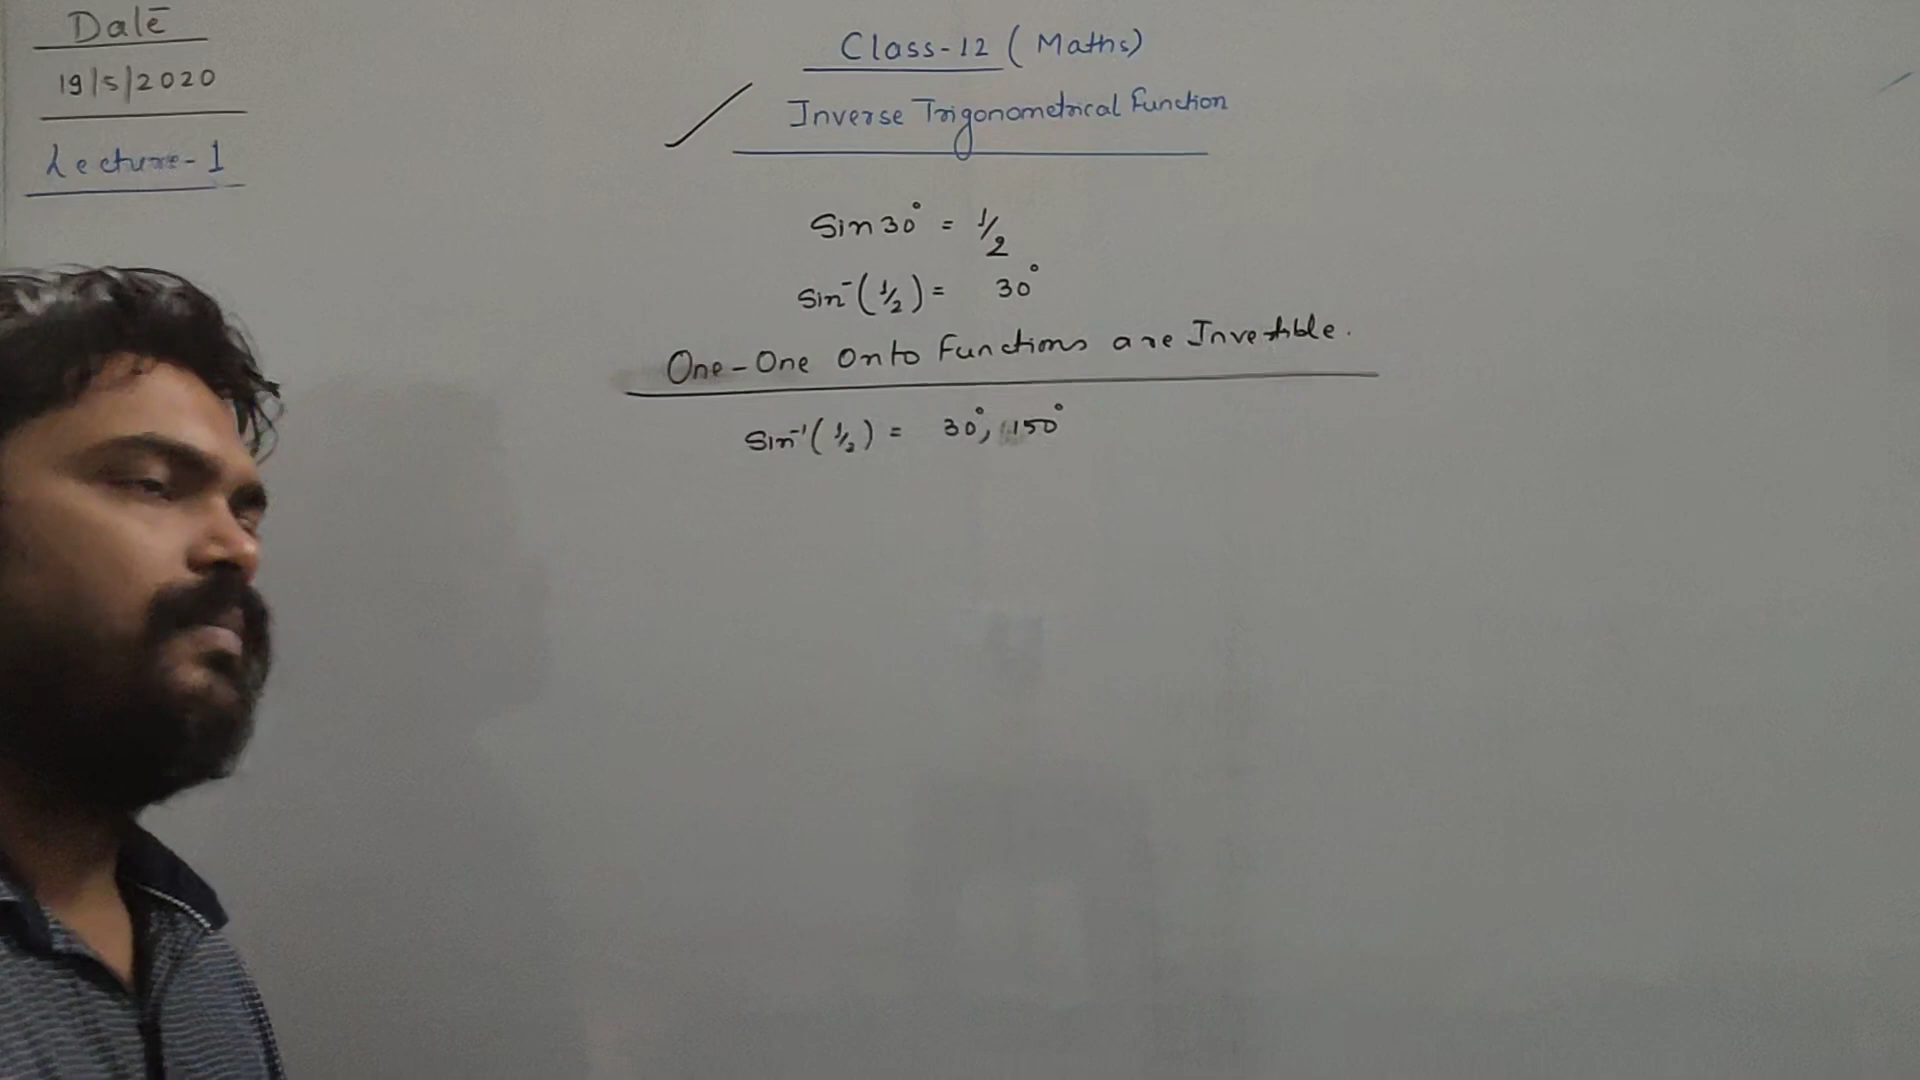 Date
19/5/2020
Lecture-1
Class-12 (Maths)
Inverse Trigonometrical Function
Sin 30° = 1/2
Sin⁻(1/2) = 30°
One-One Onto Functions are Invertible.
Sin⁻¹(1/2) = 30°, 150°